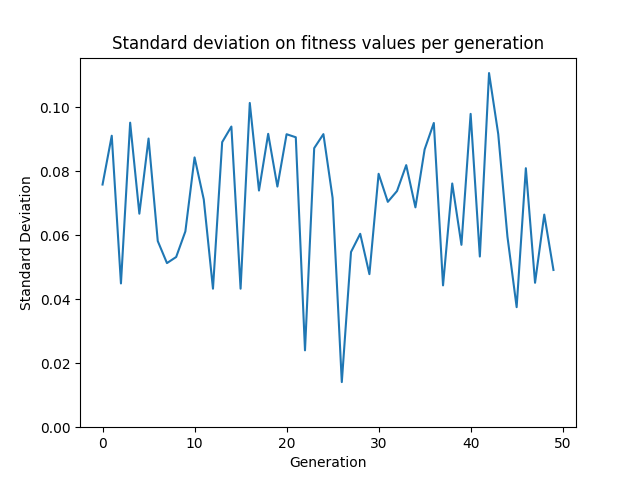 Standard deviation on fitness values per generation
0.10
0.08
0.06
0.04
0.02
0.00
Standard Deviation
0 10 20 30 40 50
Generation